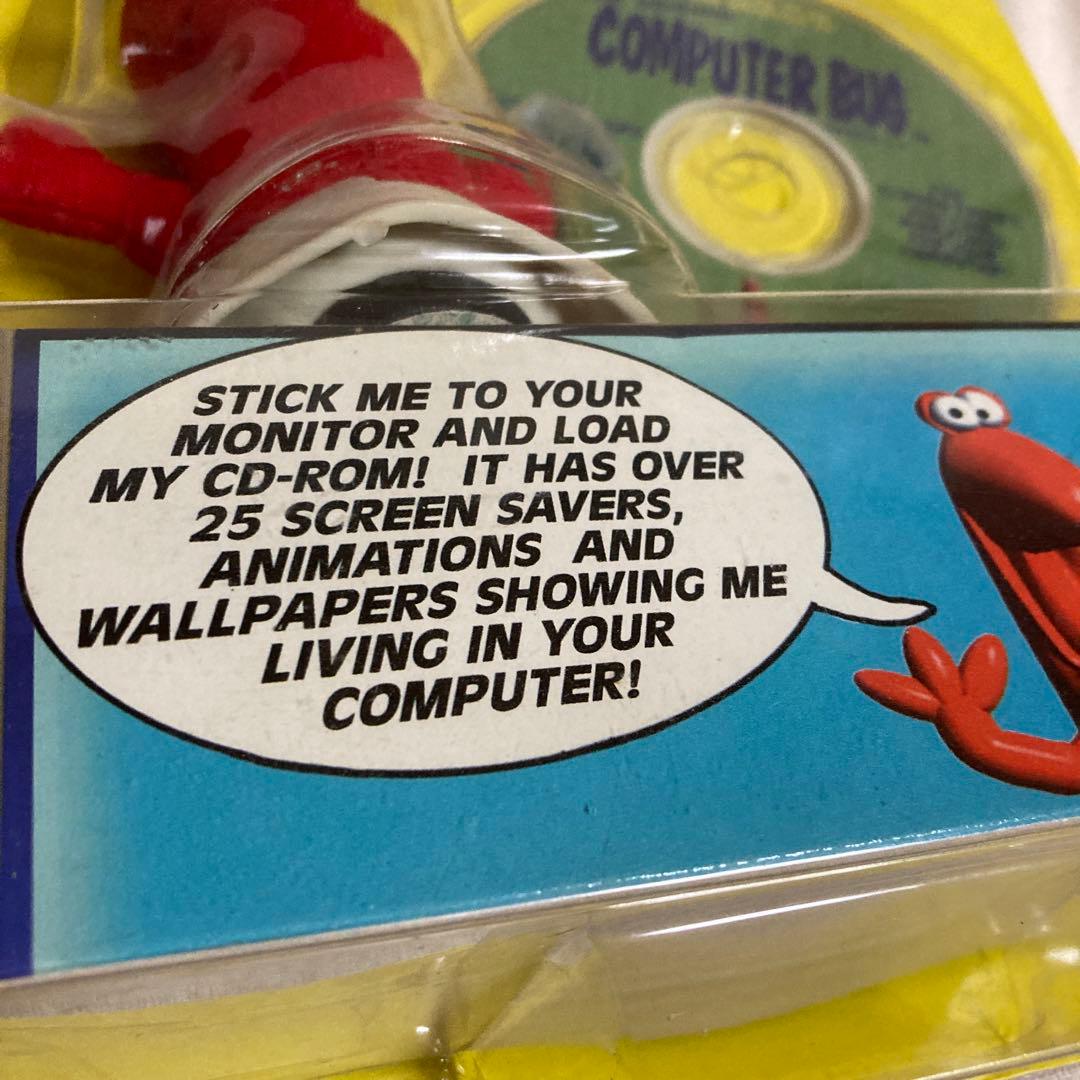 COMPUTER BUG
STICK ME TO YOUR
MONITOR AND LOAD
MY CD-ROM! IT HAS OVER
25 SCREEN SAVERS,
ANIMATIONS AND
WALLPAPERS SHOWING ME
LIVING IN YOUR
COMPUTER!